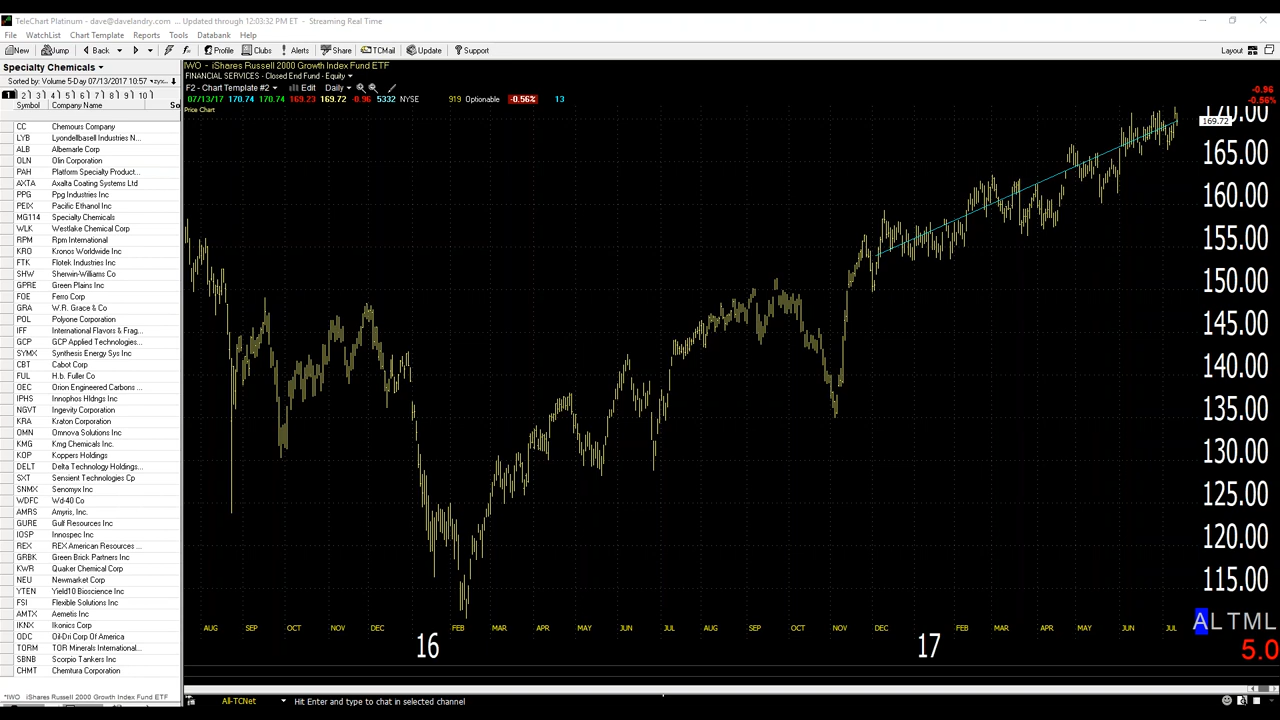 TeleChart Platinum - dave@davelandry.com ... Updated through 12:03:32 PM ET - Streaming Real Time
File WatchList Chart Template Reports Tools Databank Help
New Jump Back Profile Clubs Alerts Share TCMail Update Support Layout
Specialty Chemicals
Sorted by: Volume 5-Day 07/13/2017 10:57
1 2 3 4 5 6 7 8 9 10
Symbol Company Name So
CC Chemours Company
LYB Lyondellbasell Industries N...
ALB Albemarle Corp
OLN Olin Corporation
PAH Platform Specialty Product...
AXTA Axalta Coating Systems Ltd
PPG Ppg Industries Inc
PEIX Pacific Ethanol Inc
MG114 Specialty Chemicals
WLK Westlake Chemical Corp
RPM Rpm International
KRO Kronos Worldwide Inc
FTK Flotek Industries Inc
SHW Sherwin-Williams Co
GPRE Green Plains Inc
FOE Ferro Corp
GRA W.R. Grace & Co
POL Polyone Corporation
IFF International Flavors & Frag...
GCP GCP Applied Technologies...
SYMX Synthesis Energy Sys Inc
CBT Cabot Corp
FUL H.b. Fuller Co
OEC Orion Engineered Carbons ...
IPHS Innophos Hldngs Inc
NGVT Ingevity Corporation
KRA Kraton Corporation
OMN Omnova Solutions Inc
KMG Kmg Chemicals Inc.
KOP Koppers Holdings
DELT Delta Technology Holdings...
SXT Sensient Technologies Cp
SNMX Senomyx Inc
WDFC Wd-40 Co
AMRS Amyris, Inc.
GURE Gulf Resources Inc
IOSP Innospec Inc
REX REX American Resources ...
GRBK Green Brick Partners Inc
KWR Quaker Chemical Corp
NEU Newmarket Corp
YTEN Yield10 Bioscience Inc
FSI Flexible Solutions Inc
AMTX Aemetis Inc
IKNX Ikonics Corp
ODC Oil-Dri Corp Of America
TORM TOR Minerals International...
SBNB Scorpio Tankers Inc
CHMT Chemtura Corporation
*IWO iShares Russell 2000 Growth Index Fund ETF
IWO - iShares Russell 2000 Growth Index Fund ETF
FINANCIAL SERVICES - Closed End Fund - Equity
F2 - Chart Template #2 Edit Daily
07/13/17 170.74 170.74 169.23 169.72 -0.96 5332 NYSE 919 Optionable -0.56% 13
Price Chart
-0.96
-0.56%
170.00
169.72
165.00
160.00
155.00
150.00
145.00
140.00
135.00
130.00
125.00
120.00
115.00
ALTML
5.0
AUG SEP OCT NOV DEC FEB MAR APR MAY JUN JUL AUG SEP OCT NOV DEC FEB MAR APR MAY JUN JUL
16 17
All-TCNet Hit Enter and type to chat in selected channel